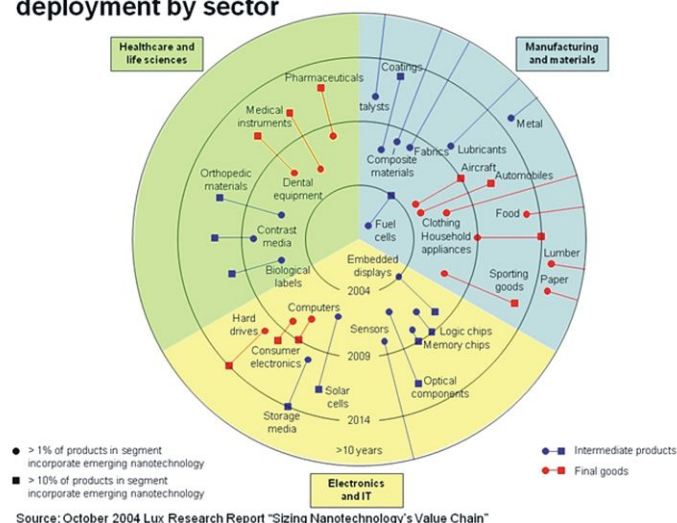 deployment by sector
Healthcare and
life sciences
Manufacturing
and materials
Coatings
Pharmaceuticals
talysts
Medical
instruments
Metal
Fabrics
Lubricants
Composite
materials
Aircraft
Automobiles
Orthopedic
materials
Dental
equipment
Clothing
Food
Fuel
cells
Contrast
media
Household
appliances
Lumber
Embedded
displays
Biological
labels
Sporting
goods
Paper
2004
Computers
Hard
drives
Sensors
Logic chips
Memory chips
Consumer
electronics
2009
Solar
cells
Optical
components
Storage
media
2014
>10 years
> 1% of products in segment
incorporate emerging nanotechnology
> 10% of products in segment
incorporate emerging nanotechnology
Intermediate products
Final goods
Electronics
and IT
Source: October 2004 Lux Research Report "Sizing Nanotechnology's Value Chain"